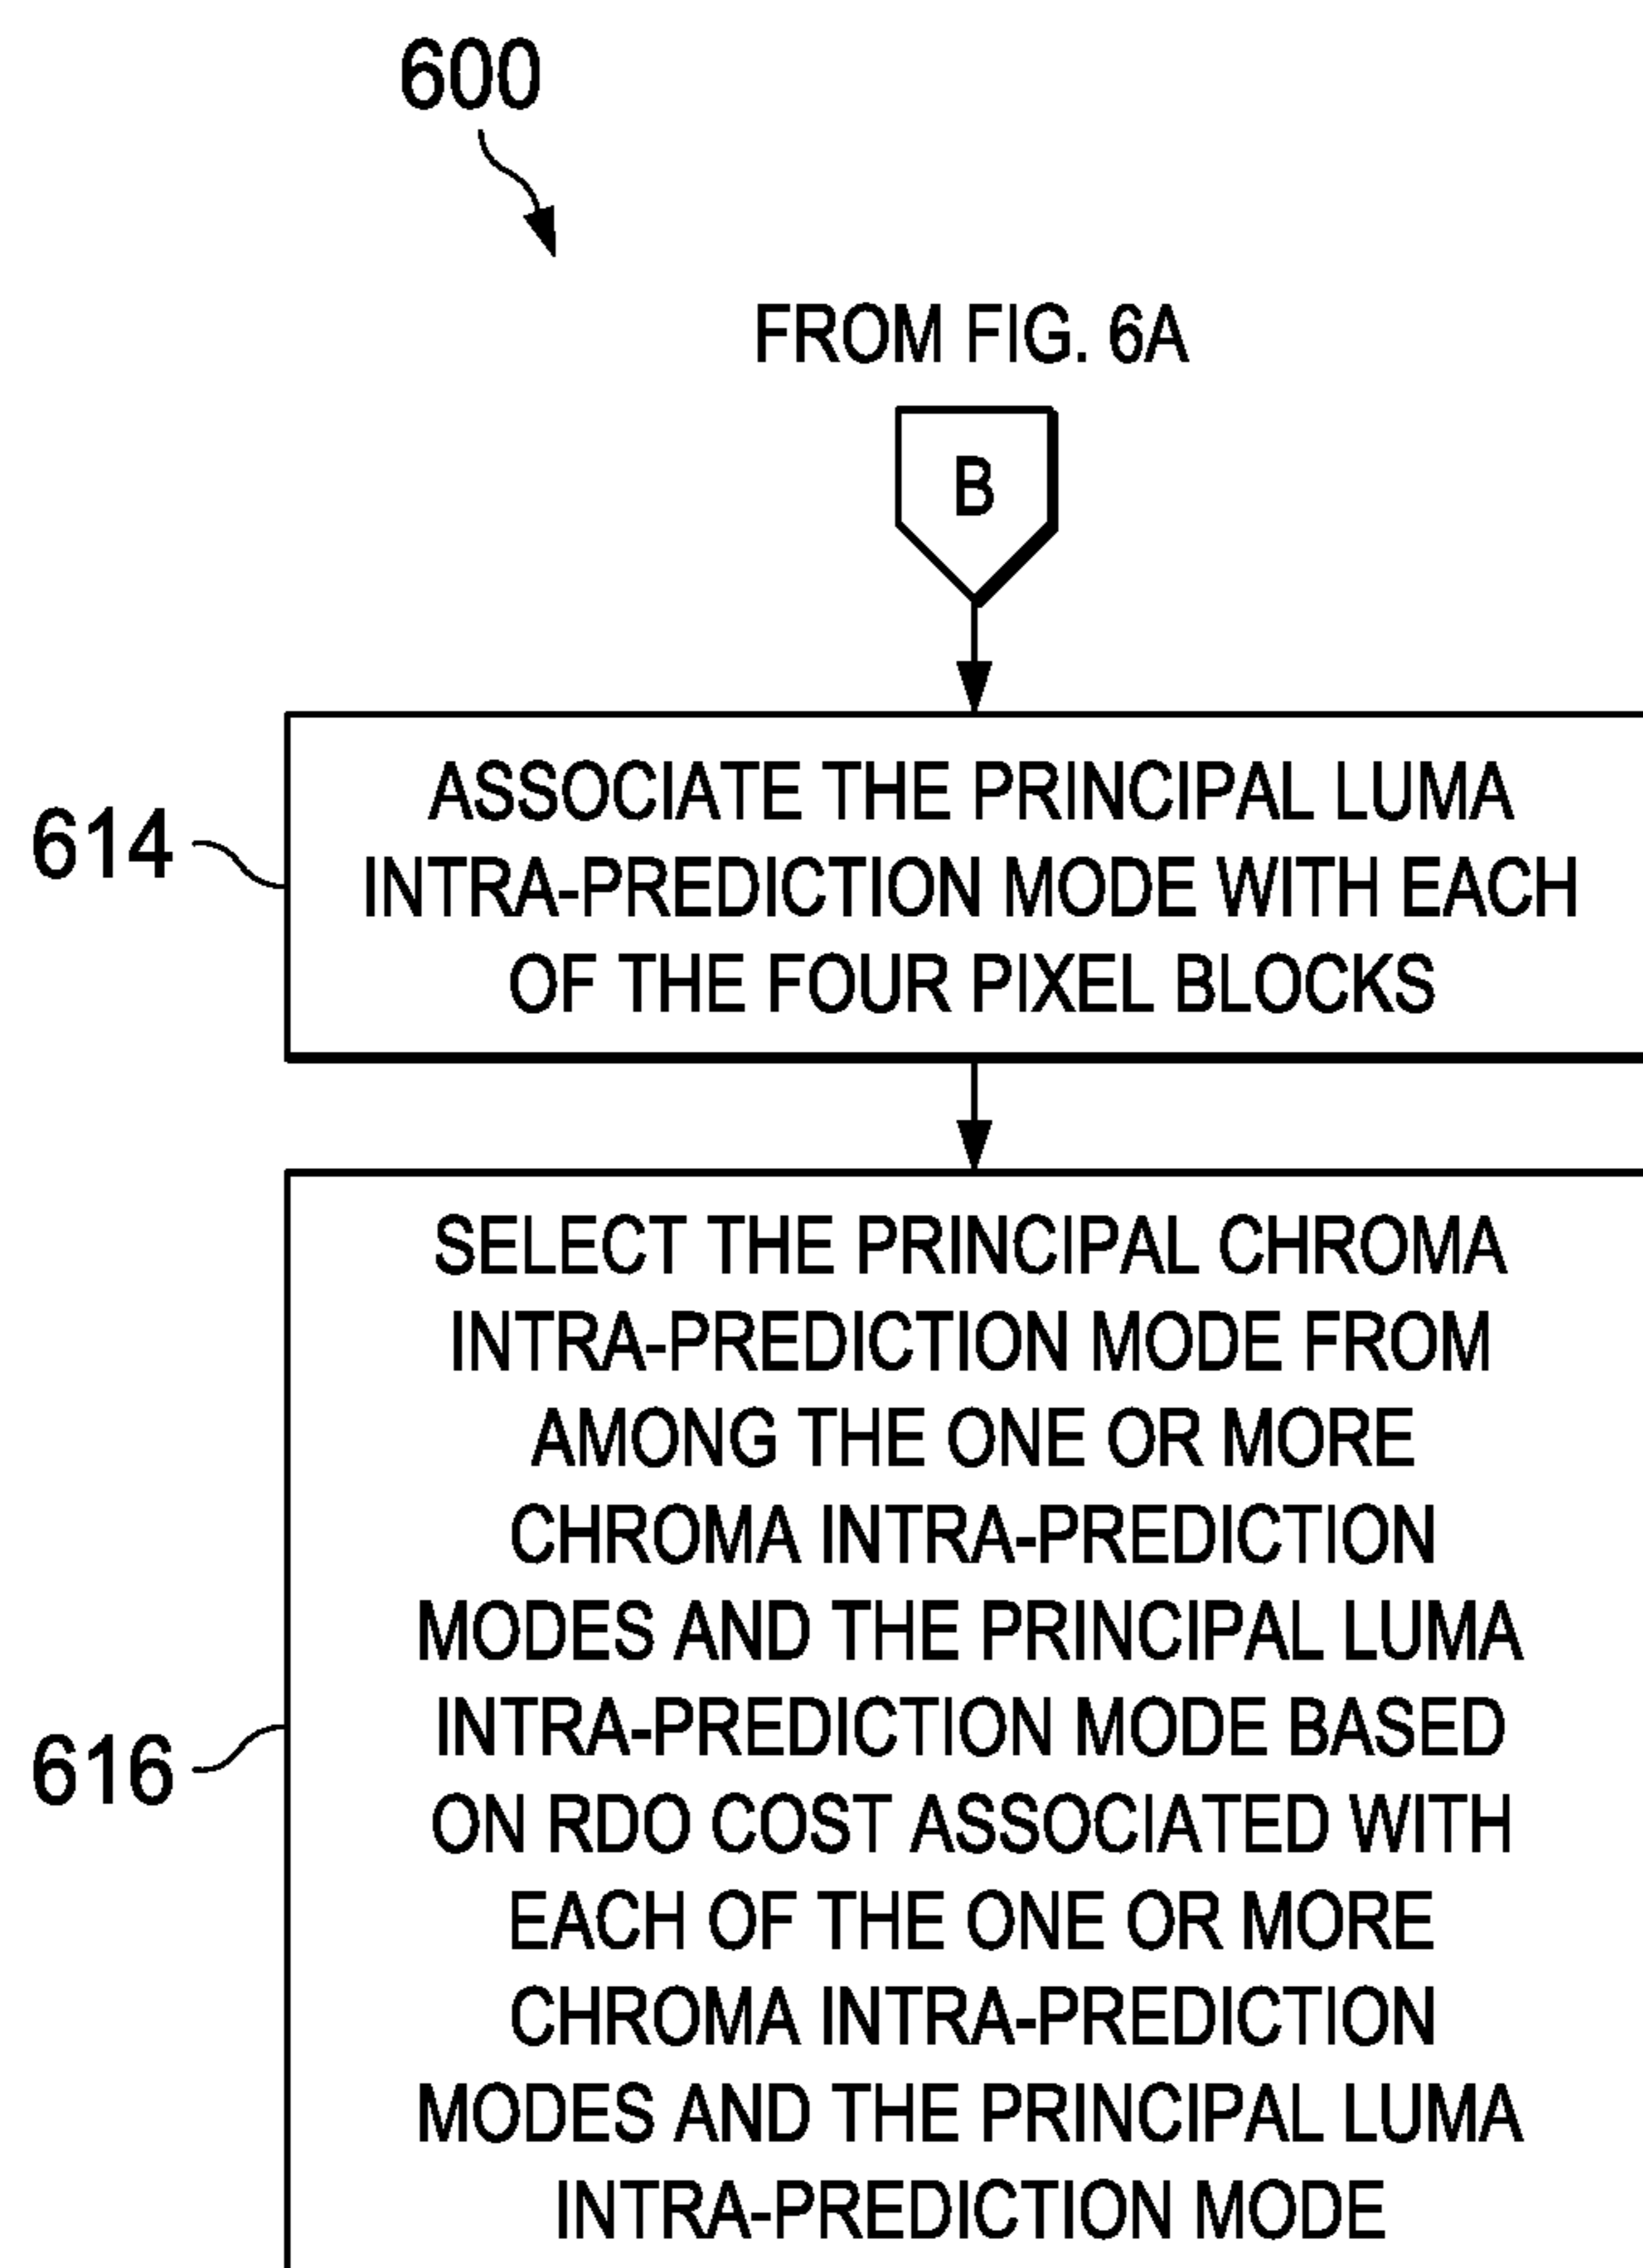 600
FROM FIG. 6A
B
614
ASSOCIATE THE PRINCIPAL LUMA
INTRA-PREDICTION MODE WITH EACH
OF THE FOUR PIXEL BLOCKS
616
SELECT THE PRINCIPAL CHROMA
INTRA-PREDICTION MODE FROM
AMONG THE ONE OR MORE
CHROMA INTRA-PREDICTION
MODES AND THE PRINCIPAL LUMA
INTRA-PREDICTION MODE BASED
ON RDO COST ASSOCIATED WITH
EACH OF THE ONE OR MORE
CHROMA INTRA-PREDICTION
MODES AND THE PRINCIPAL LUMA
INTRA-PREDICTION MODE